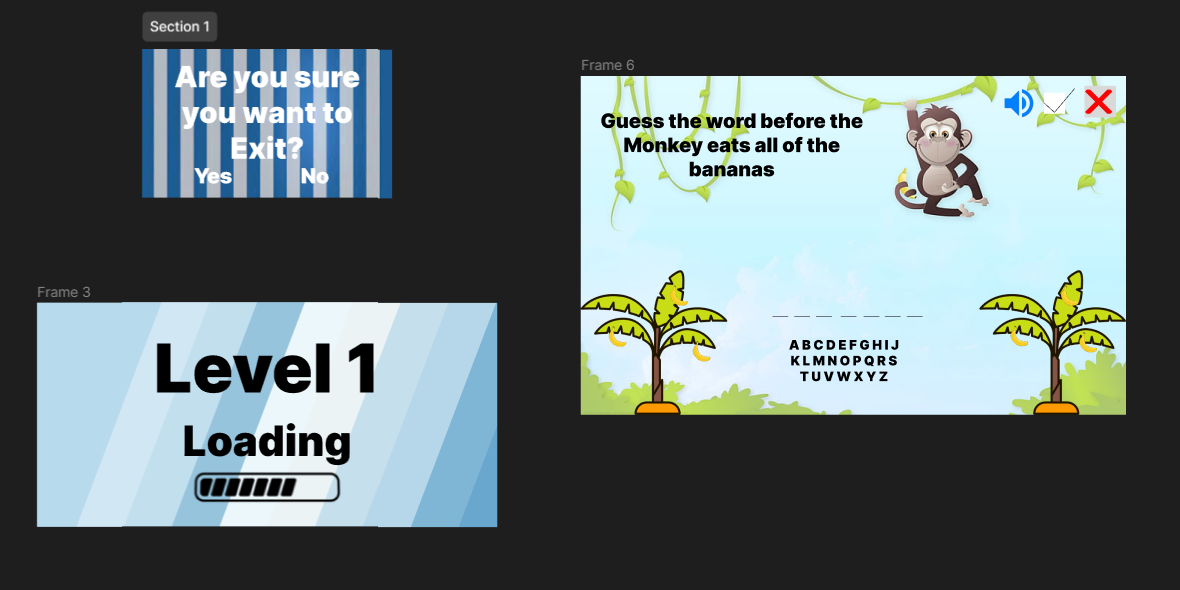 Section 1
Are you sure
you want to
Exit?
Yes No
Frame 3
Level 1
Loading
Frame 6
Guess the word before the
Monkey eats all of the
bananas
_ _ _ _ _ _ _
A B C D E F G H I J
K L M N O P Q R S
T U V W X Y Z